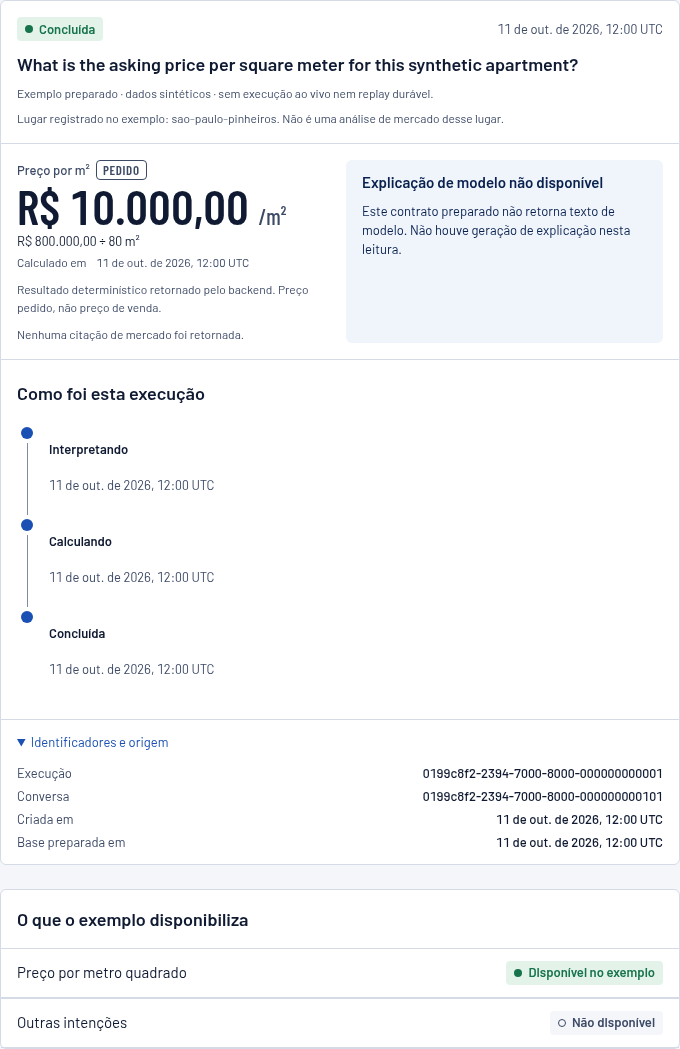 Concluída
11 de out. de 2026, 12:00 UTC
What is the asking price per square meter for this synthetic apartment?
Exemplo preparado · dados sintéticos · sem execução ao vivo nem replay durável.
Lugar registrado no exemplo: sao-paulo-pinheiros. Não é uma análise de mercado desse lugar.
Preço por m² PEDIDO
R$ 10.000,00 /m²
R$ 800.000,00 ÷ 80 m²
Calculado em 11 de out. de 2026, 12:00 UTC
Resultado determinístico retornado pelo backend. Preço
pedido, não preço de venda.
Nenhuma citação de mercado foi retornada.
Explicação de modelo não disponível
Este contrato preparado não retorna texto de
modelo. Não houve geração de explicação nesta
leitura.
Como foi esta execução
Interpretando
11 de out. de 2026, 12:00 UTC
Calculando
11 de out. de 2026, 12:00 UTC
Concluída
11 de out. de 2026, 12:00 UTC
Identificadores e origem
Execução 0199c8f2-2394-7000-8000-000000000001
Conversa 0199c8f2-2394-7000-8000-000000000101
Criada em 11 de out. de 2026, 12:00 UTC
Base preparada em 11 de out. de 2026, 12:00 UTC
O que o exemplo disponibiliza
Preço por metro quadrado Disponível no exemplo
Outras intenções Não disponível